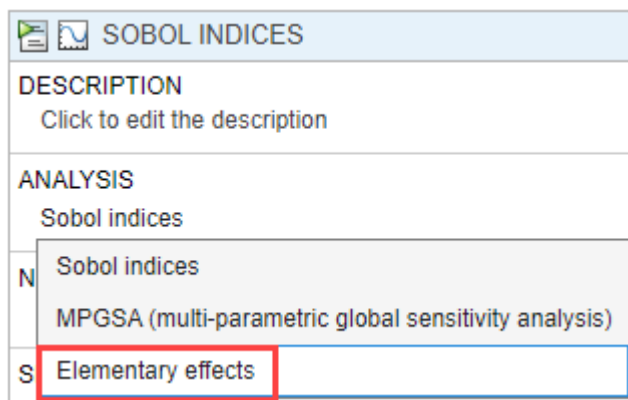 SOBOL INDICES
DESCRIPTION
Click to edit the description
ANALYSIS
Sobol indices
Sobol indices
N
MPGSA (multi-parametric global sensitivity analysis)
S
Elementary effects